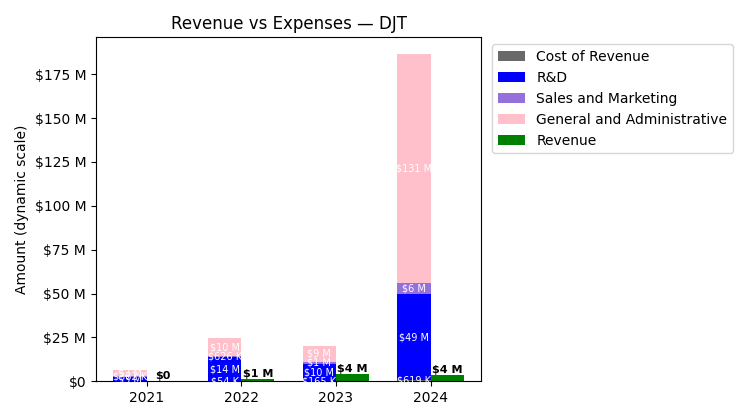 Revenue vs Expenses — DJT
Amount (dynamic scale)
$175 M
$150 M
$125 M
$100 M
$75 M
$50 M
$25 M
$0
2021
2022
2023
2024
$0
$10 M
$14 M
$54 K
$1 M
$9 M
$1 M
$10 M
$165 K
$4 M
$131 M
$6 M
$49 M
$619 K
$4 M
Cost of Revenue
R&D
Sales and Marketing
General and Administrative
Revenue